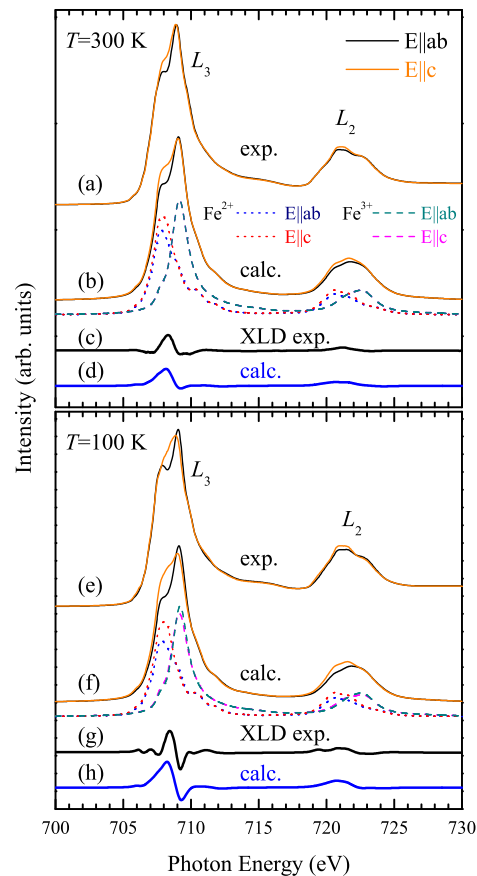 T=300 K
L3
E||ab
E||c
L2
exp.
(a)
Fe2+ E||ab Fe3+ E||ab
E||c E||c
(b)
calc.
(c)
XLD exp.
(d)
calc.
Intensity (arb. units)
T=100 K
L3
L2
exp.
(e)
calc.
(f)
(g)
XLD exp.
(h)
calc.
700 705 710 715 720 725 730
Photon Energy (eV)